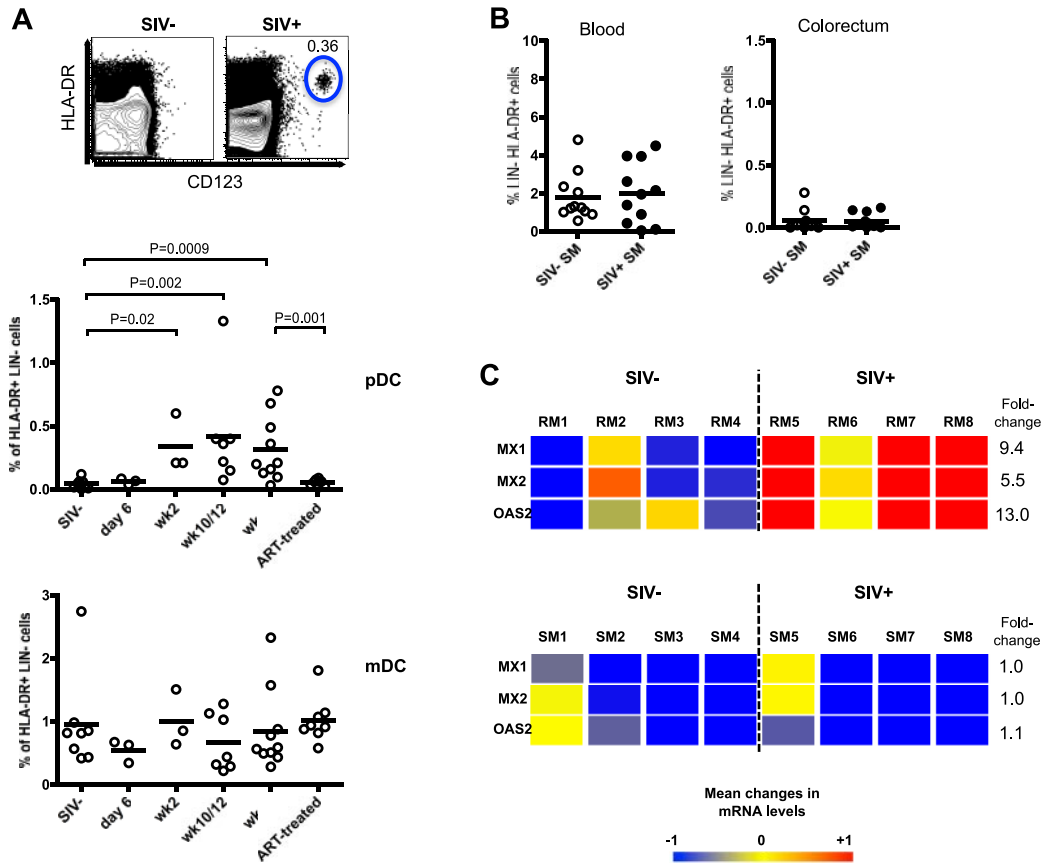 A
SIV-
SIV+
0.36
HLA-DR
CD123
P=0.0009
P=0.002
P=0.02
P=0.001
% of HLA-DR+ LIN- cells
1.5
1.0
0.5
0.0
pDC
SIV-
day 6
wk2
wk10/12
ART-treated
% of HLA-DR+ LIN- cells
3
2
1
0
mDC
SIV-
day 6
wk2
wk10/12
ART-treated
B
Blood
% LIN- HLA-DR+ cells
10
8
6
4
2
0
SIV- SM
SIV+ SM
Colorectum
% LIN- HLA-DR+ cells
1.5
1.0
0.5
0.0
SIV- SM
SIV+ SM
C
SIV-
SIV+
RM1 RM2 RM3 RM4 RM5 RM6 RM7 RM8
Fold-
change
MX1 9.4
MX2 5.5
OAS2 13.0
SIV-
SIV+
SM1 SM2 SM3 SM4 SM5 SM6 SM7 SM8
Fold-
change
MX1 1.0
MX2 1.0
OAS2 1.1
Mean changes in
mRNA levels
-1 0 +1